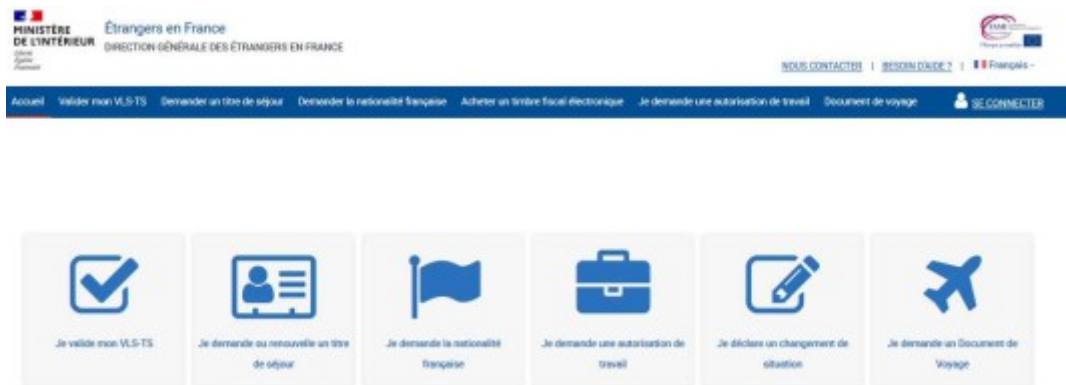 MINISTÈRE
DE L'INTÉRIEUR
Liberté
Égalité
Fraternité
Étrangers en France
DIRECTION GÉNÉRALE DES ÉTRANGERS EN FRANCE
NOUS CONTACTER | BESOIN D'AIDE ? | Français
Accueil Valider mon VLS-TS Demander un titre de séjour Demander la nationalité française Acheter un timbre fiscal électronique Je demande une autorisation de travail Document de voyage SE CONNECTER
Je valide mon VLS-TS
Je demande ou renouvelle un titre
de séjour
Je demande la nationalité
française
Je demande une autorisation de
travail
Je déclare un changement de
situation
Je demande un Document de
Voyage